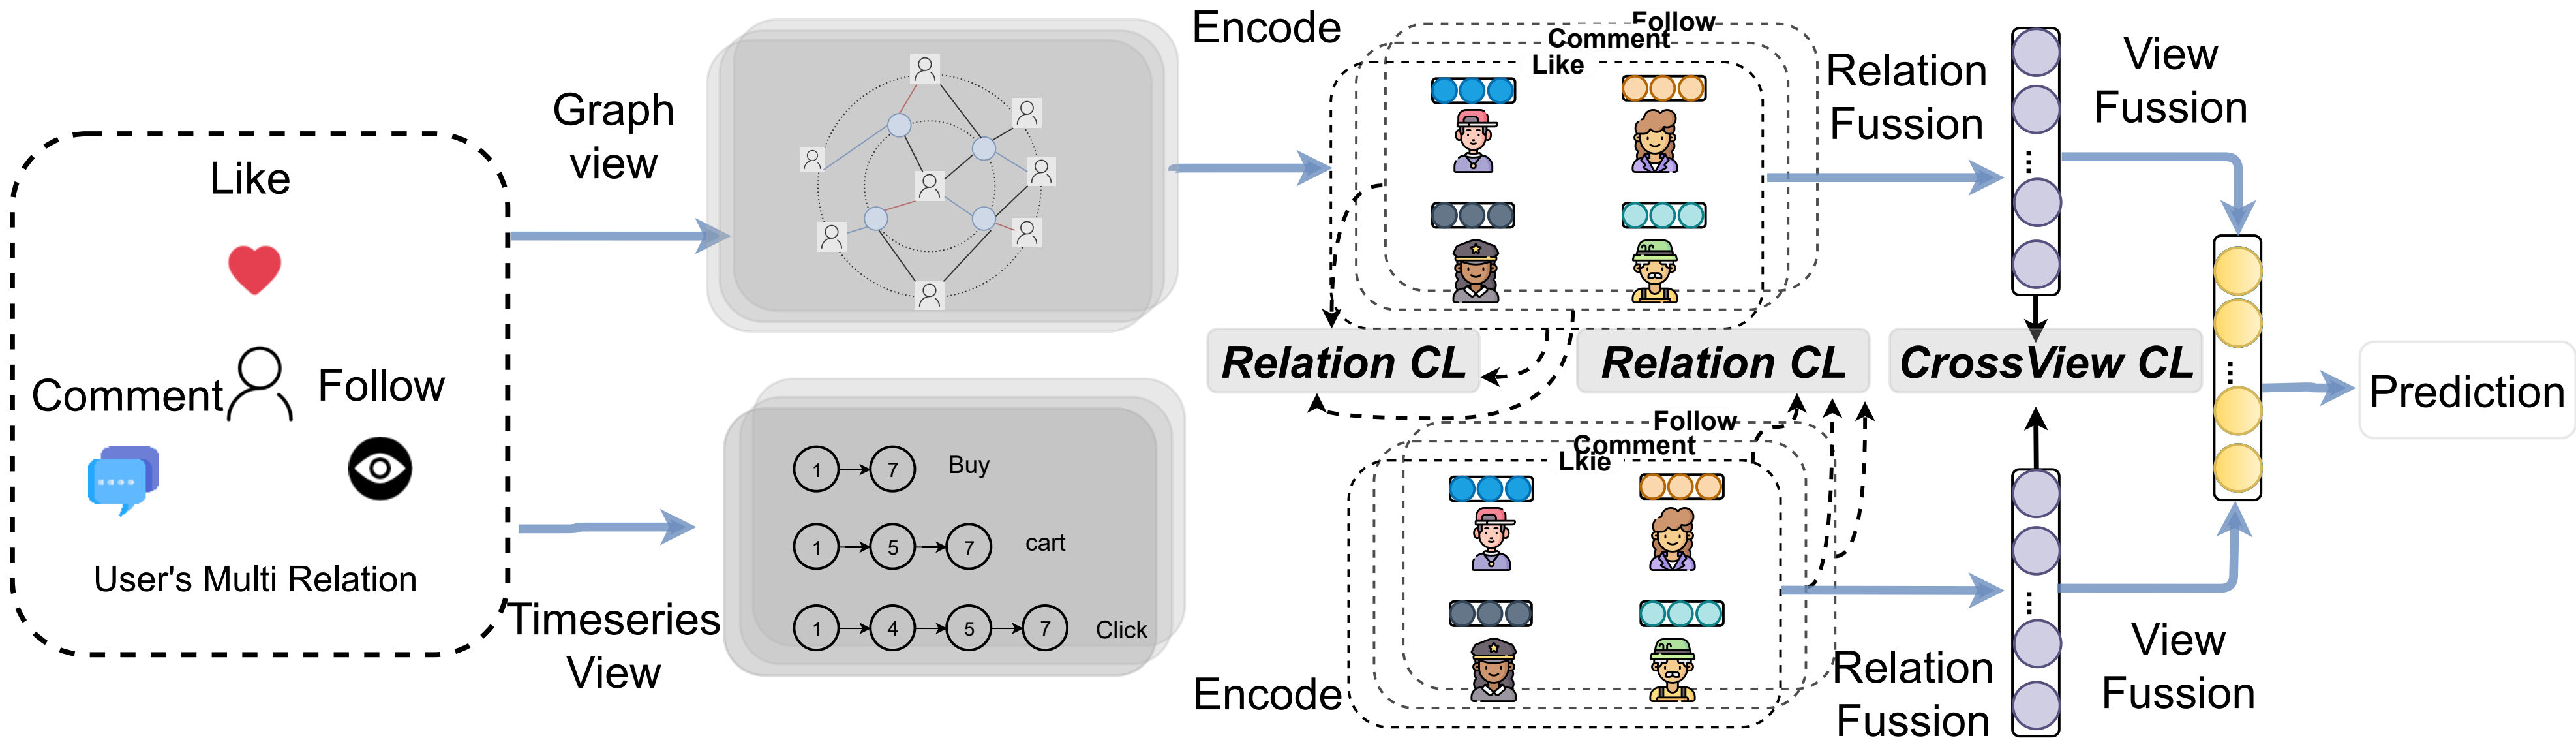 Like
Comment
Follow
User's Multi Relation
Graph
view
Timeseries
View
1
7
Buy
1
5
7
cart
1
4
5
7
Click
Encode
Follow
Comment
Like
Relation
Fussion
View
Fussion
Relation CL
Relation CL
CrossView CL
Follow
Comment
Lkie
Encode
Relation
Fussion
View
Fussion
Prediction